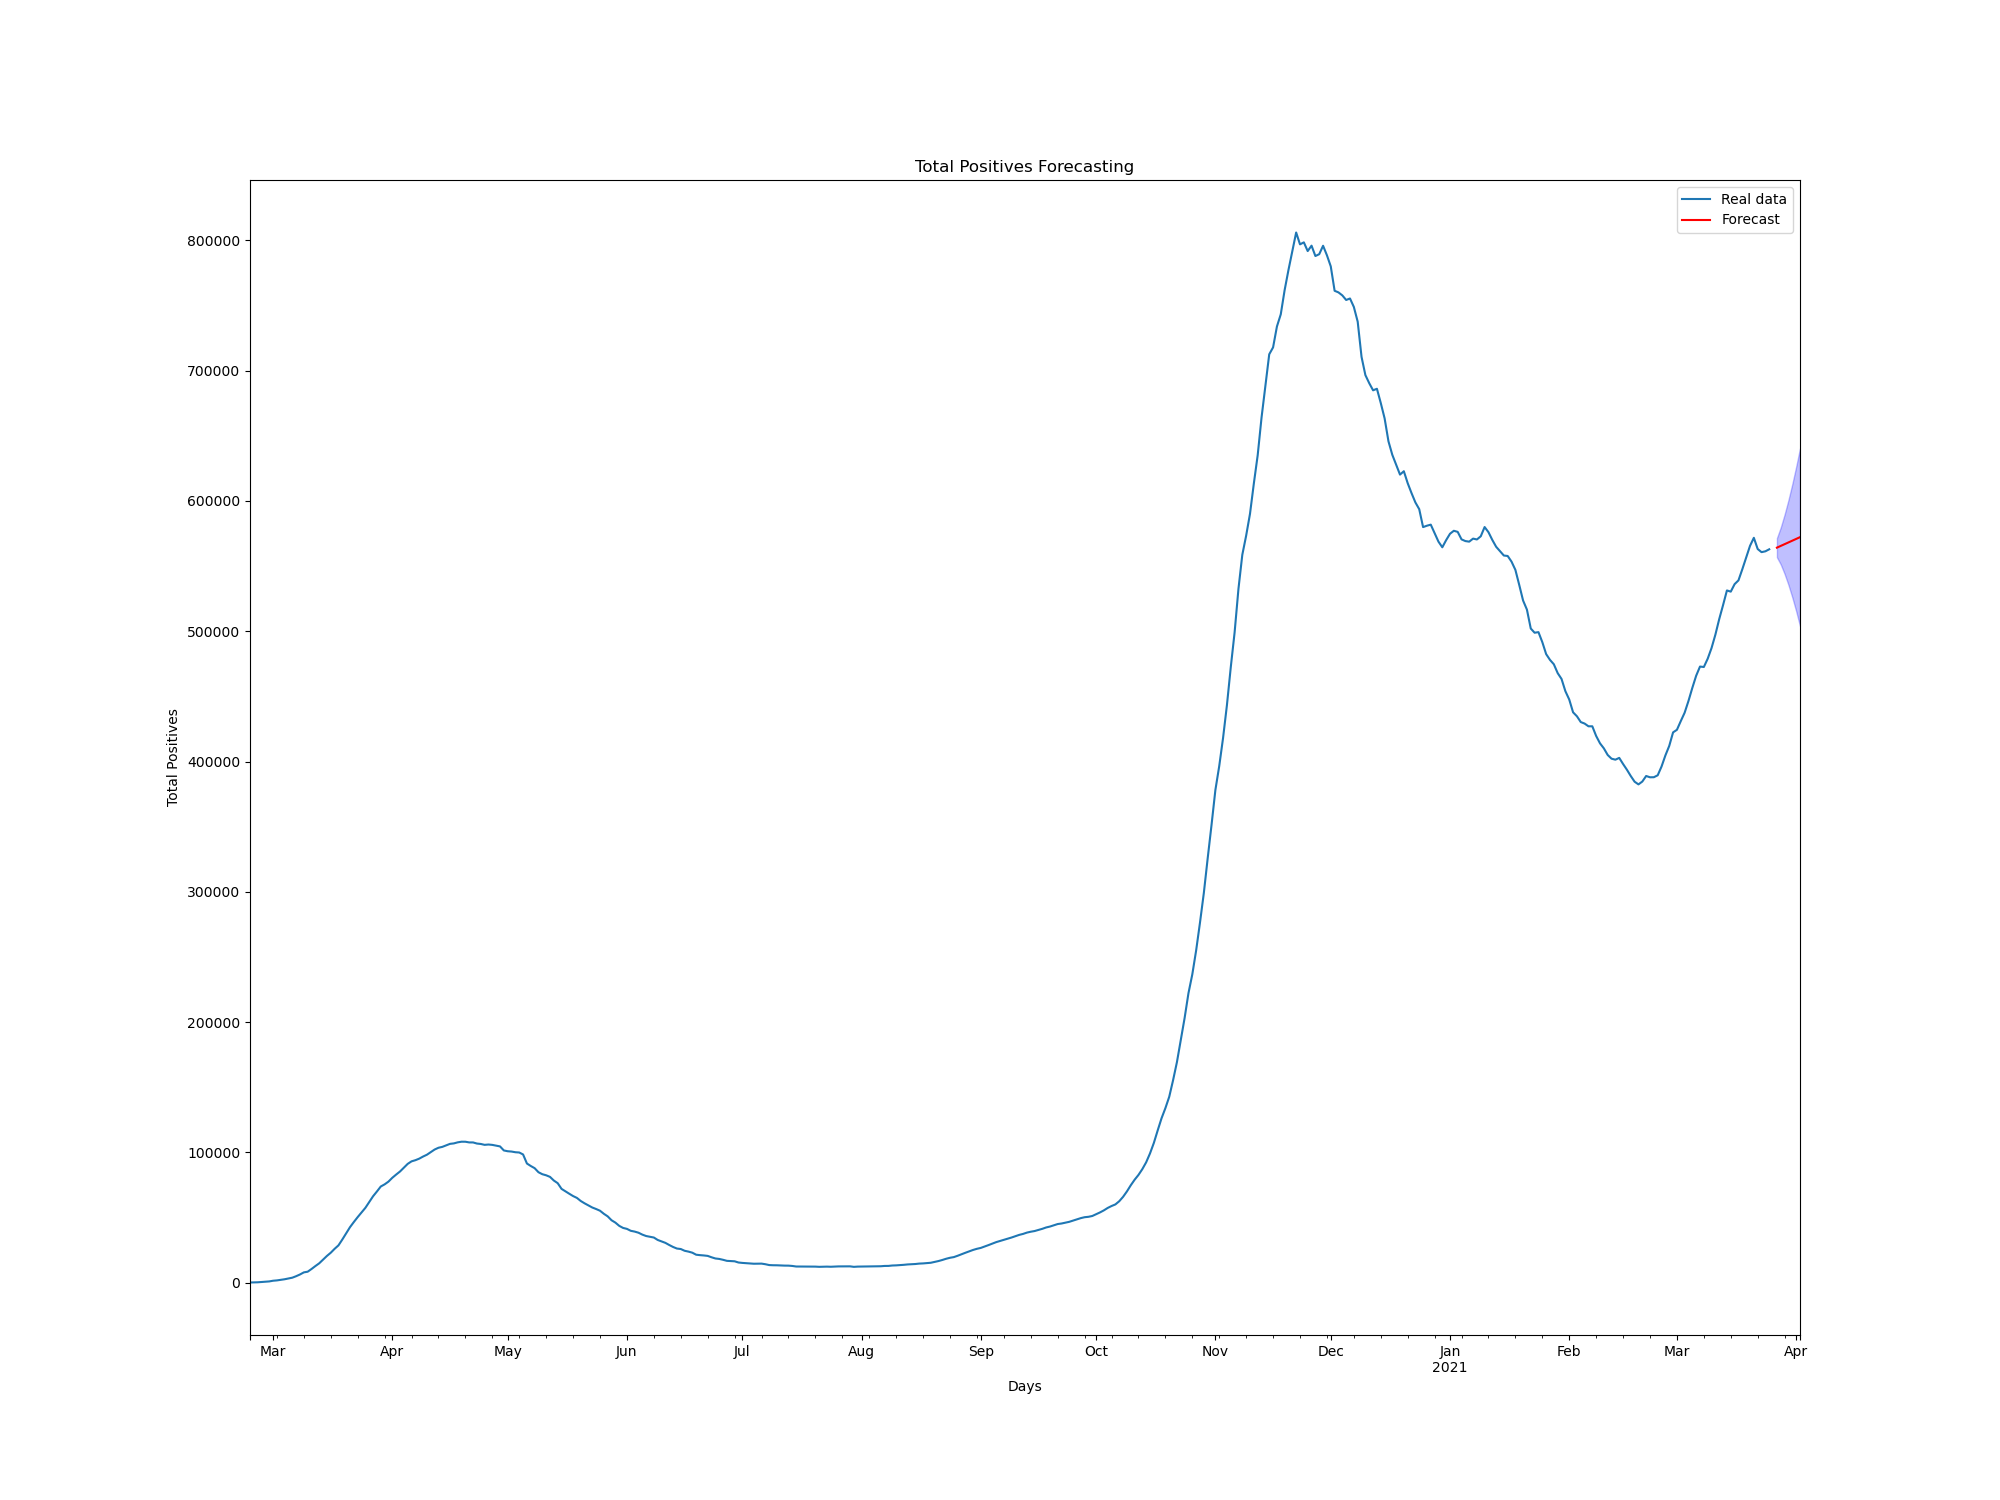 Total Positives Forecasting
Real data
Forecast
800000
700000
600000
500000
400000
300000
200000
100000
0
Total Positives
Mar Apr May Jun Jul Aug Sep Oct Nov Dec Jan Feb Mar Apr
2021
Days